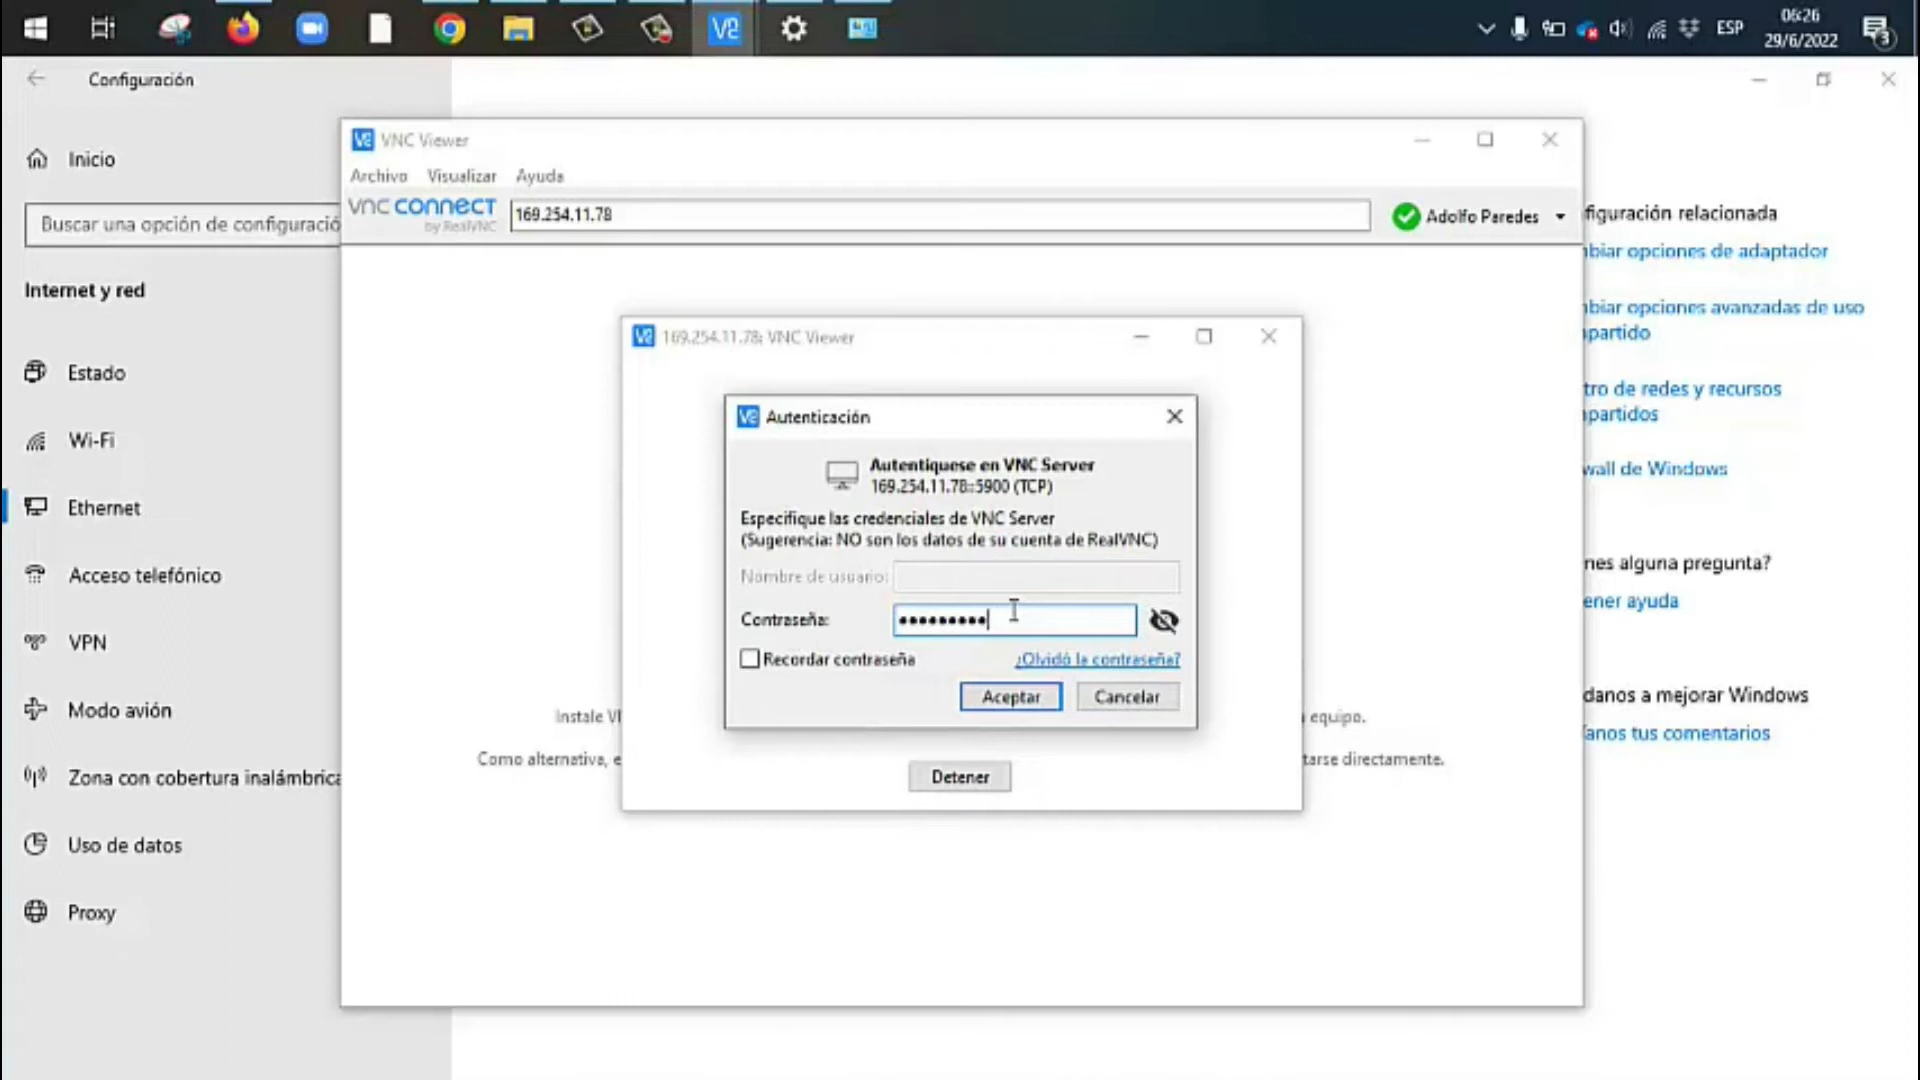 ESP
06:26
29/6/2022
3
Configuración
Inicio
Buscar una opción de configuració
Internet y red
Estado
Wi-Fi
Ethernet
Acceso telefónico
VPN
Modo avión
Zona con cobertura inalámbrica
Uso de datos
Proxy
VNC Viewer
Archivo Visualizar Ayuda
vnc connect
by RealVNC
169.254.11.78
Adolfo Paredes
169.254.11.78: VNC Viewer
Autenticación
Autentíquese en VNC Server
169.254.11.78::5900 (TCP)
Especifique las credenciales de VNC Server
(Sugerencia: NO son los datos de su cuenta de RealVNC)
Nombre de usuario:
Contraseña: •••••••••
Recordar contraseña
¿Olvidó la contraseña?
Aceptar
Cancelar
Instale V
equipo.
Como alternativa, e
tarse directamente.
Detener
figuración relacionada
biar opciones de adaptador
biar opciones avanzadas de uso
partido
tro de redes y recursos
partidos
wall de Windows
nes alguna pregunta?
ener ayuda
danos a mejorar Windows
anos tus comentarios